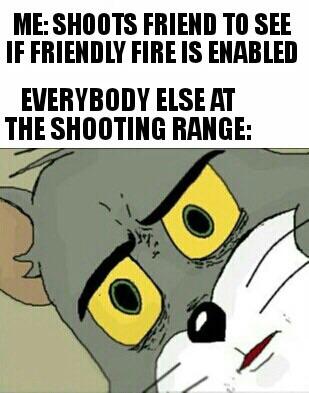 ME: SHOOTS FRIEND TO SEE
IF FRIENDLY FIRE IS ENABLED
EVERYBODY ELSE AT
THE SHOOTING RANGE: